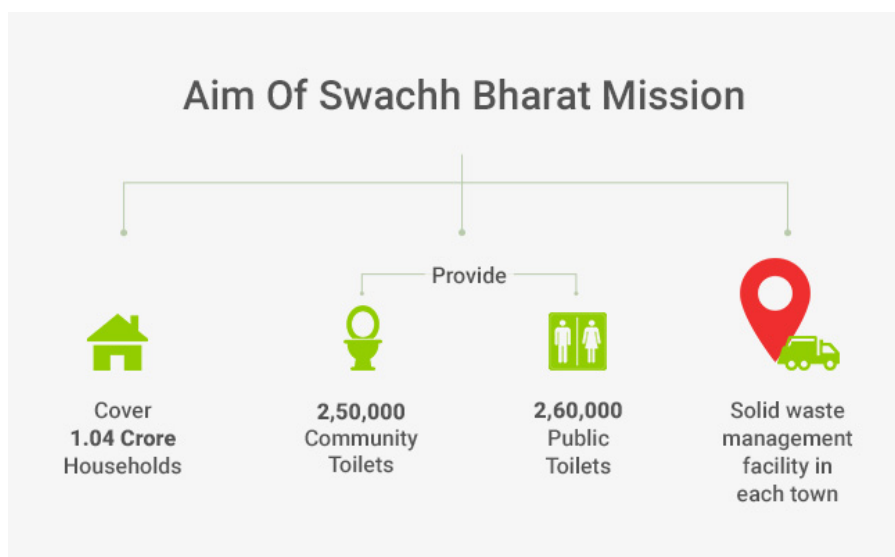 Aim Of Swachh Bharat Mission
Provide
Cover
1.04 Crore
Households
2,50,000
Community
Toilets
2,60,000
Public
Toilets
Solid waste
management
facility in
each town